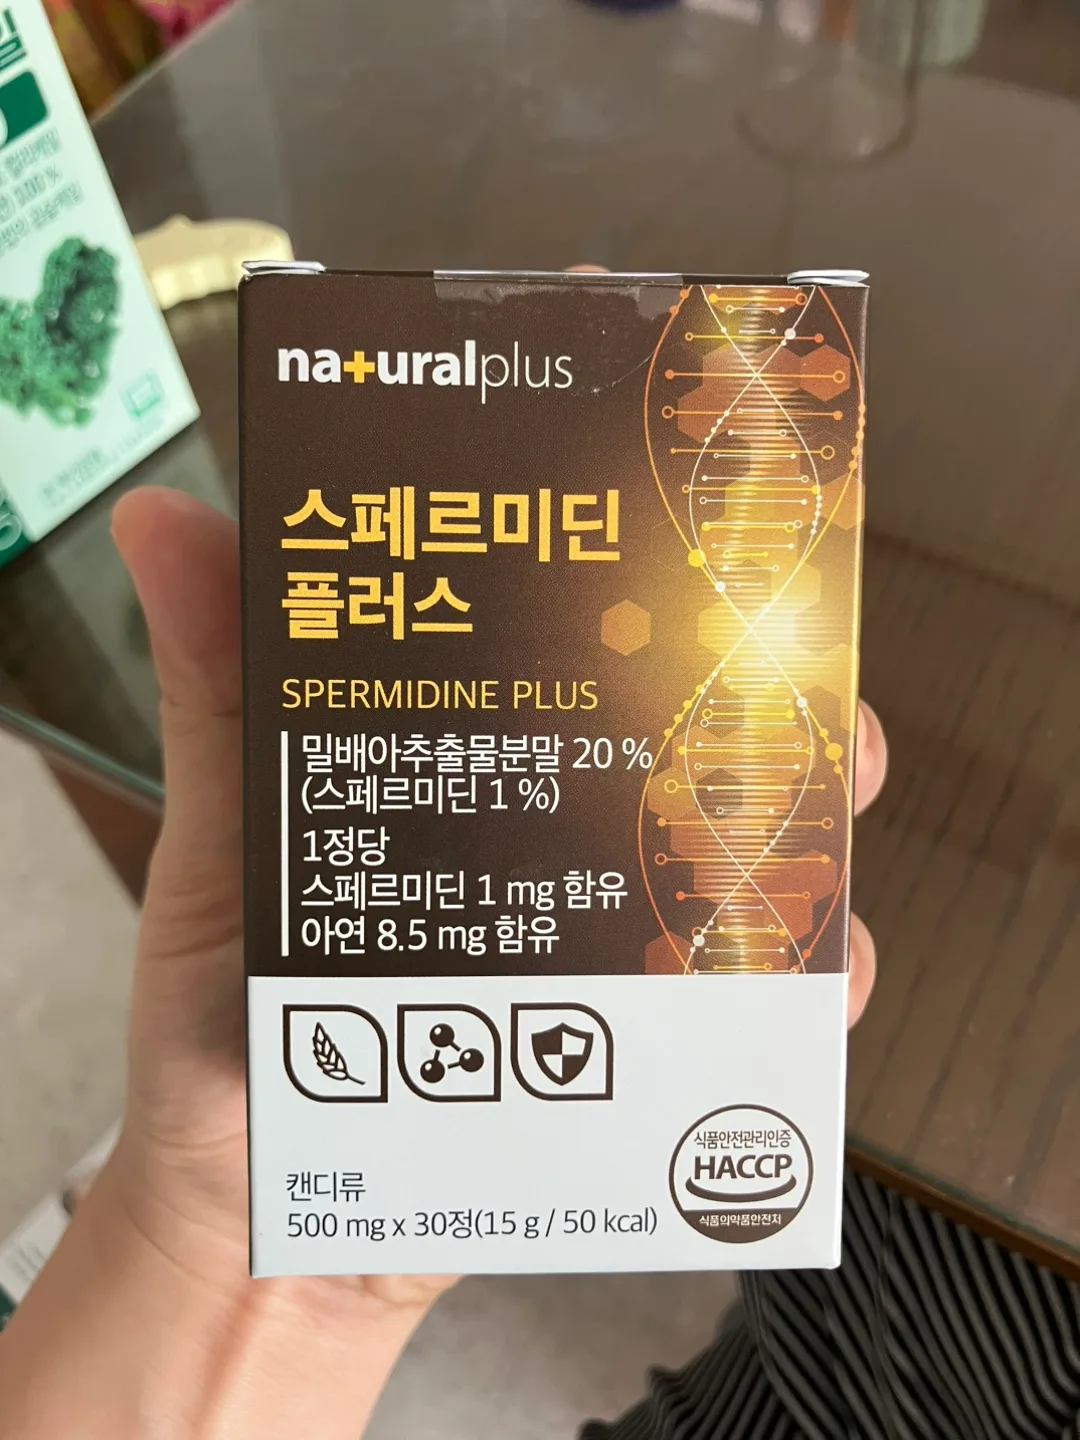 na+uralplus
스페르미딘
플러스
SPERMIDINE PLUS
밀배아추출물분말 20 %
(스페르미딘 1 %)
1정당
스페르미딘 1 mg 함유
아연 8.5 mg 함유
캔디류
500 mg x 30정(15 g / 50 kcal)
식품안전관리인증
HACCP
식품의약품안전처
일
100 %